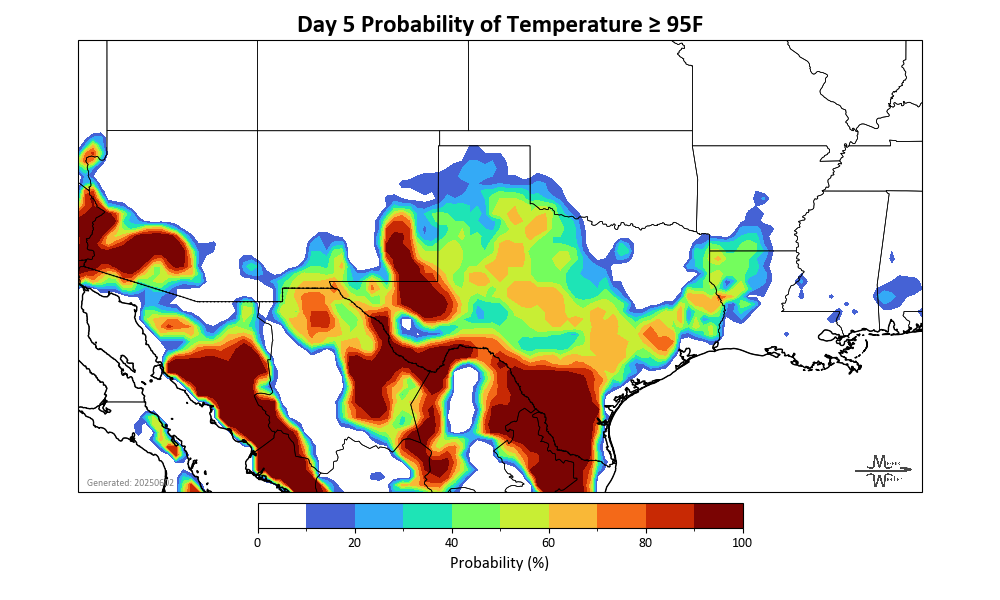 Day 5 Probability of Temperature ≥ 95F
Generated: 20250602
0 20 40 60 80 100
Probability (%)